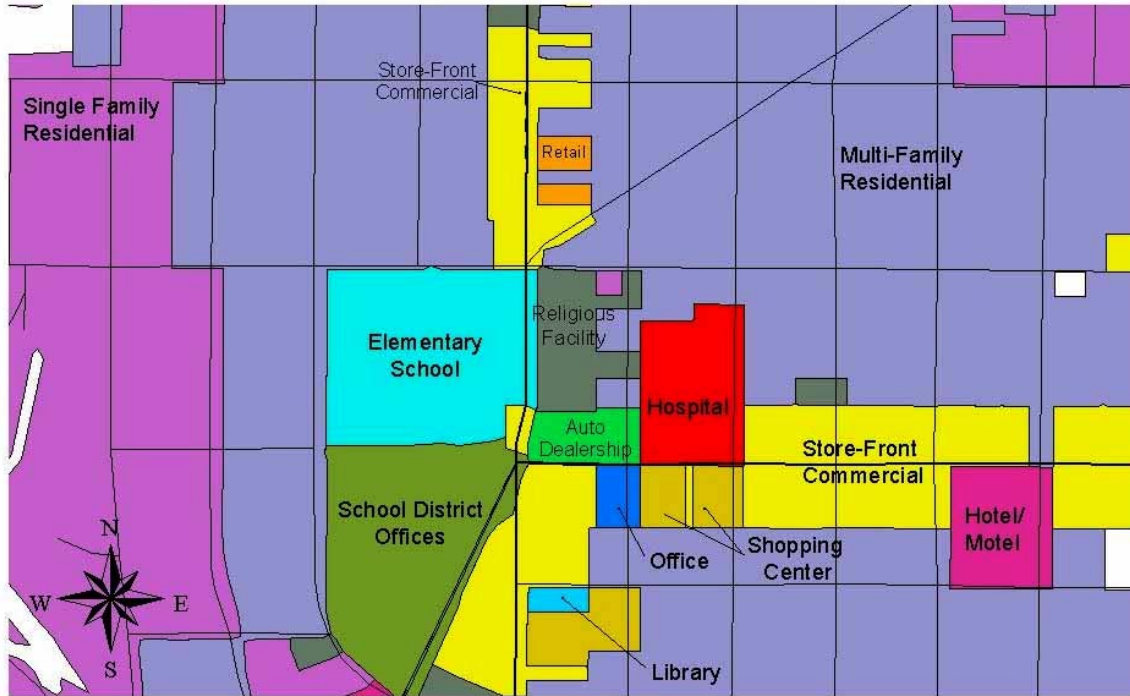 Store-Front
Commercial
Single Family
Residential
Retail
Multi-Family
Residential
Religious
Facility
Elementary
School
Hospital
Auto
Dealership
Store-Front
Commercial
School District
Offices
Hotel/
Motel
Office
Shopping
Center
Library
N
W
E
S